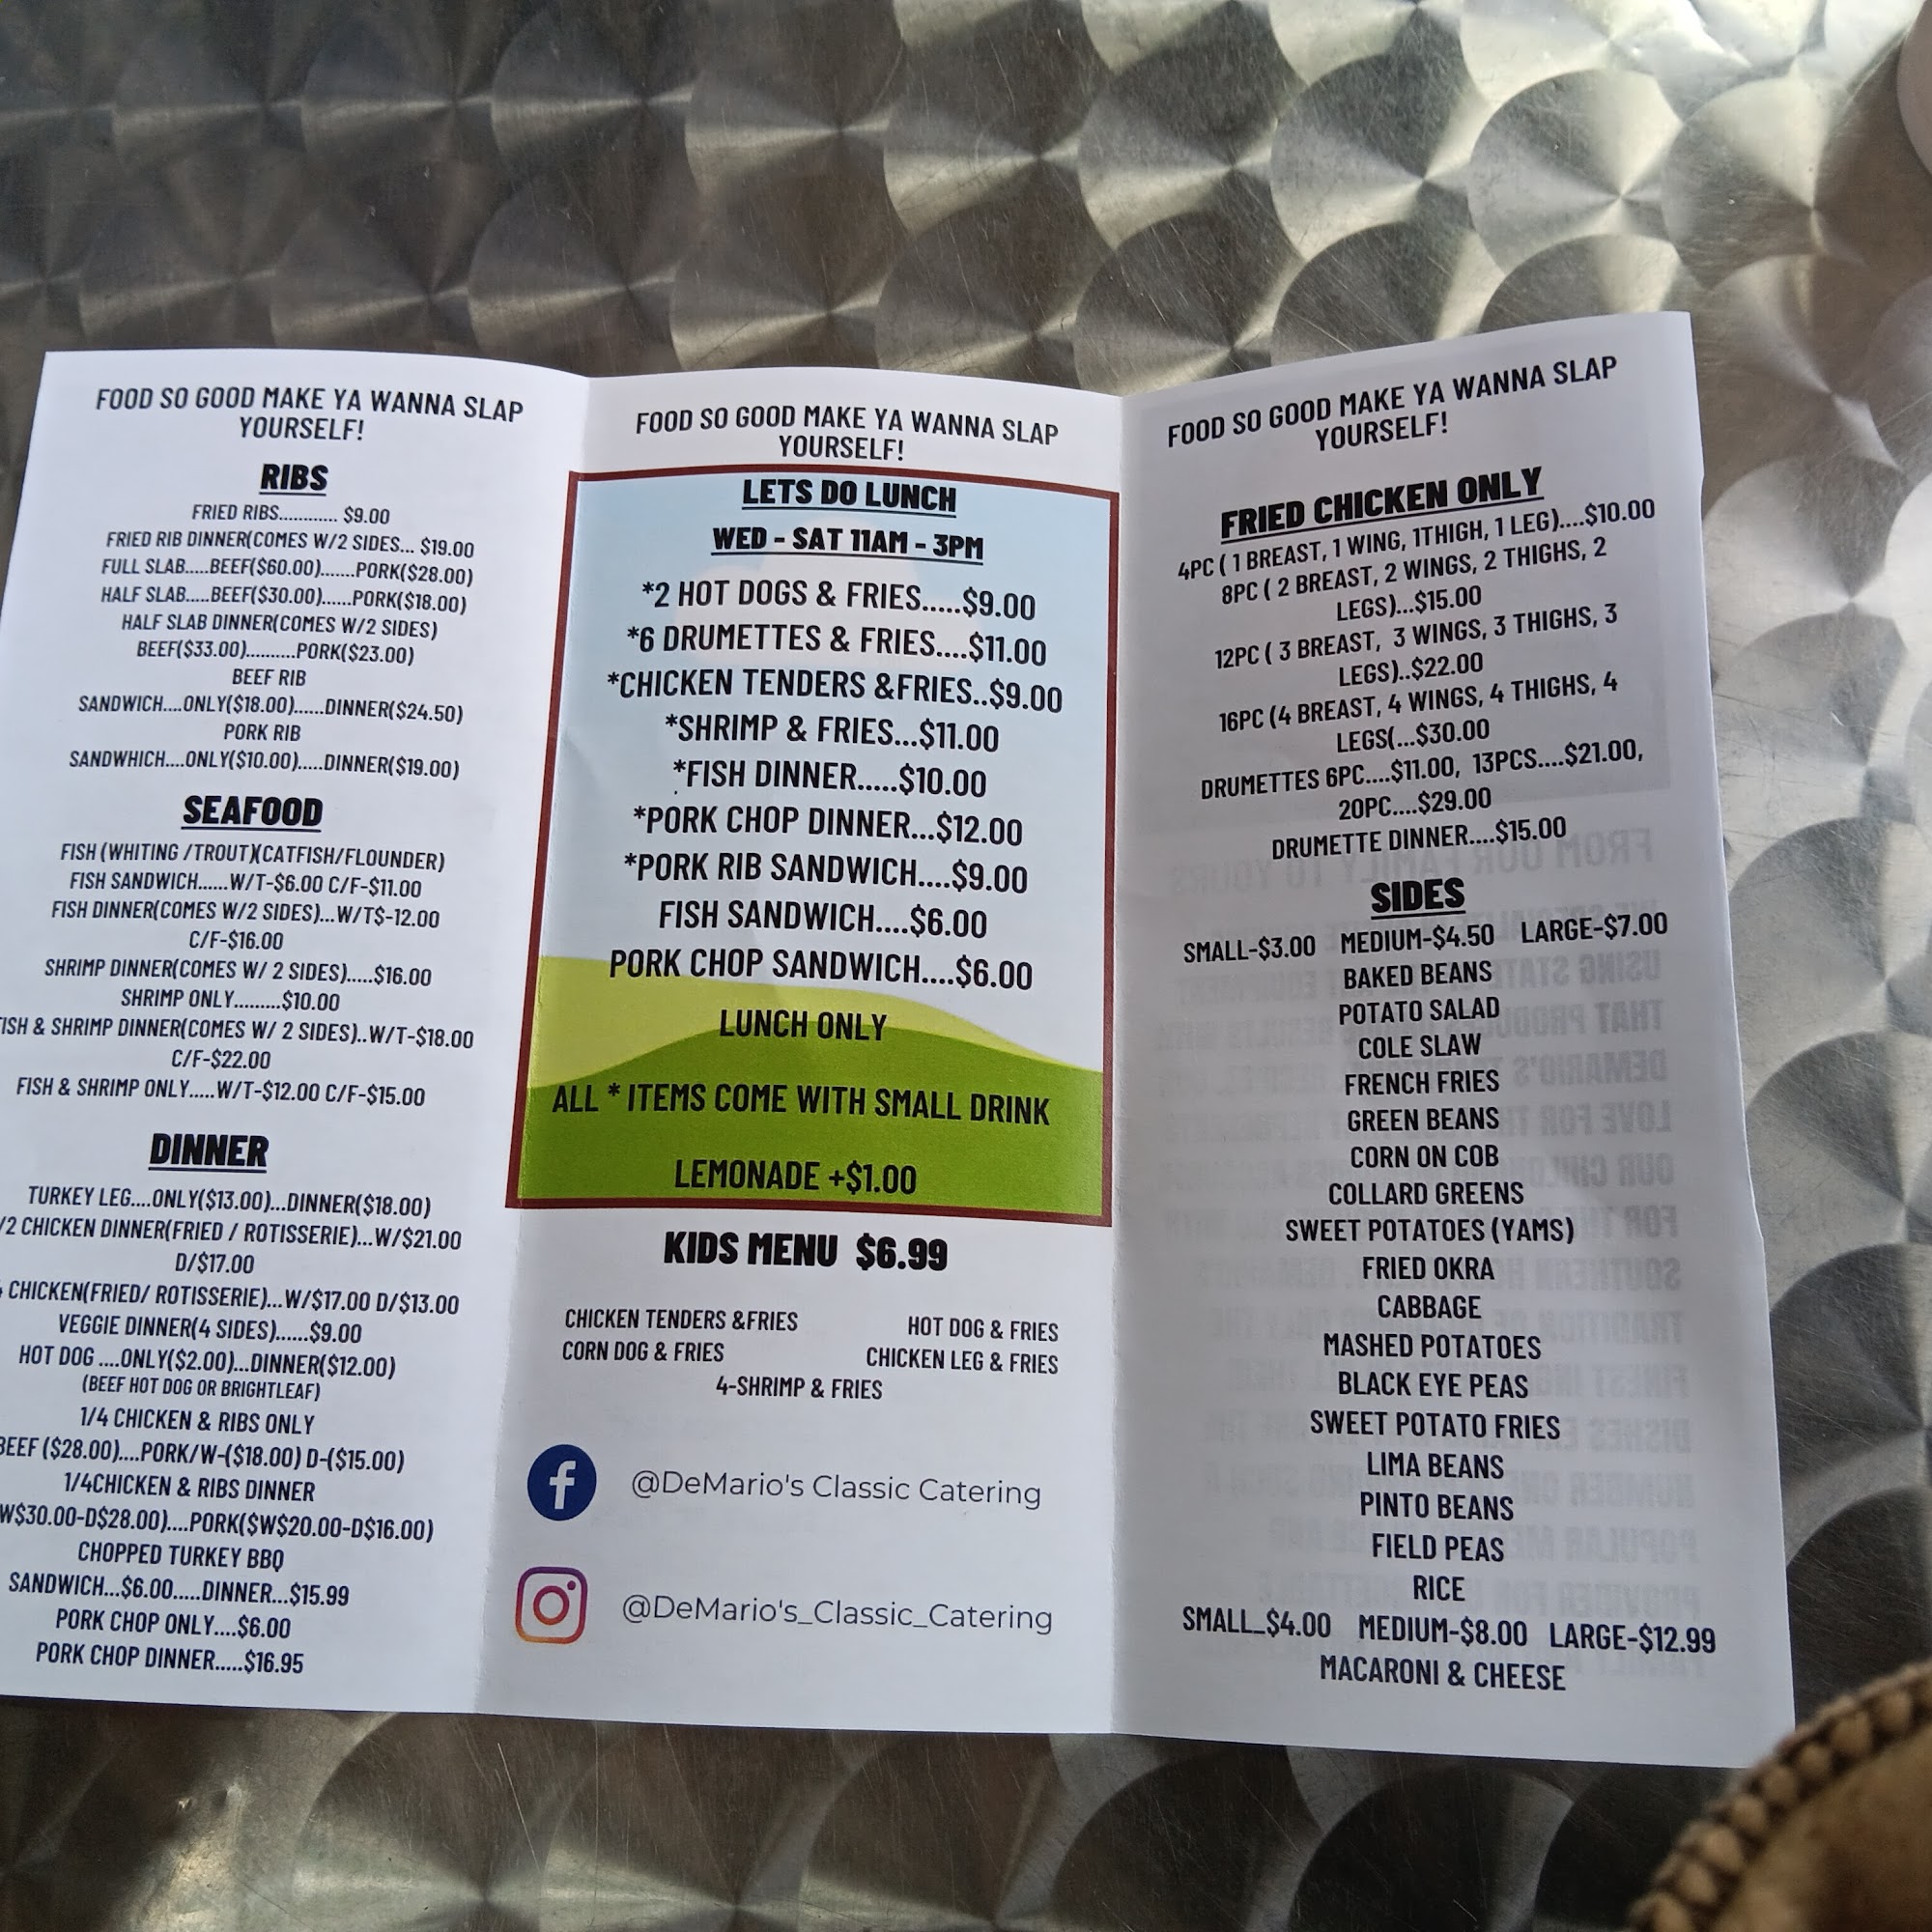 FOOD SO GOOD MAKE YA WANNA SLAP
YOURSELF!
RIBS
FRIED RIBS............ $9.00
FRIED RIB DINNER(COMES W/2 SIDES... $19.00
FULL SLAB.....BEEF($60.00).......PORK($28.00)
HALF SLAB.....BEEF($30.00)......PORK($18.00)
HALF SLAB DINNER(COMES W/2 SIDES)
BEEF($33.00)..........PORK($23.00)
BEEF RIB
SANDWICH....ONLY($18.00)......DINNER($24.50)
PORK RIB
SANDWHICH....ONLY($10.00).....DINNER($19.00)
SEAFOOD
FISH (WHITING /TROUT)(CATFISH/FLOUNDER)
FISH SANDWICH......W/T-$6.00 C/F-$11.00
FISH DINNER(COMES W/2 SIDES)...W/T$-12.00
C/F-$16.00
SHRIMP DINNER(COMES W/ 2 SIDES).....$16.00
SHRIMP ONLY.........$10.00
ISH & SHRIMP DINNER(COMES W/ 2 SIDES)..W/T-$18.00
C/F-$22.00
FISH & SHRIMP ONLY.....W/T-$12.00 C/F-$15.00
DINNER
TURKEY LEG....ONLY($13.00)...DINNER($18.00)
/2 CHICKEN DINNER(FRIED / ROTISSERIE)...W/$21.00
D/$17.00
CHICKEN(FRIED/ ROTISSERIE)...W/$17.00 D/$13.00
VEGGIE DINNER(4 SIDES)......$9.00
HOT DOG ....ONLY($2.00)...DINNER($12.00)
(BEEF HOT DOG OR BRIGHTLEAF)
1/4 CHICKEN & RIBS ONLY
BEEF ($28.00)....PORK/W-($18.00) D-($15.00)
1/4CHICKEN & RIBS DINNER
W$30.00-D$28.00)....PORK($W$20.00-D$16.00)
CHOPPED TURKEY BBQ
SANDWICH...$6.00.....DINNER...$15.99
PORK CHOP ONLY....$6.00
PORK CHOP DINNER.....$16.95
FOOD SO GOOD MAKE YA WANNA SLAP
YOURSELF!
LETS DO LUNCH
WED - SAT 11AM - 3PM
*2 HOT DOGS & FRIES.....$9.00
*6 DRUMETTES & FRIES....$11.00
*CHICKEN TENDERS &FRIES..$9.00
*SHRIMP & FRIES...$11.00
*FISH DINNER.....$10.00
*PORK CHOP DINNER...$12.00
*PORK RIB SANDWICH....$9.00
FISH SANDWICH....$6.00
PORK CHOP SANDWICH....$6.00
LUNCH ONLY
ALL * ITEMS COME WITH SMALL DRINK
LEMONADE +$1.00
KIDS MENU $6.99
CHICKEN TENDERS &FRIES HOT DOG & FRIES
CORN DOG & FRIES CHICKEN LEG & FRIES
4-SHRIMP & FRIES
@DeMario's Classic Catering
@DeMario's_Classic_Catering
FOOD SO GOOD MAKE YA WANNA SLAP
YOURSELF!
FRIED CHICKEN ONLY
4PC ( 1 BREAST, 1 WING, 1THIGH, 1 LEG)....$10.00
8PC ( 2 BREAST, 2 WINGS, 2 THIGHS, 2
LEGS)...$15.00
12PC ( 3 BREAST, 3 WINGS, 3 THIGHS, 3
LEGS)..$22.00
16PC (4 BREAST, 4 WINGS, 4 THIGHS, 4
LEGS(...$30.00
DRUMETTES 6PC....$11.00, 13PCS....$21.00,
20PC....$29.00
DRUMETTE DINNER....$15.00
SIDES
SMALL-$3.00 MEDIUM-$4.50 LARGE-$7.00
BAKED BEANS
POTATO SALAD
COLE SLAW
FRENCH FRIES
GREEN BEANS
CORN ON COB
COLLARD GREENS
SWEET POTATOES (YAMS)
FRIED OKRA
CABBAGE
MASHED POTATOES
BLACK EYE PEAS
SWEET POTATO FRIES
LIMA BEANS
PINTO BEANS
FIELD PEAS
RICE
SMALL_$4.00 MEDIUM-$8.00 LARGE-$12.99
MACARONI & CHEESE